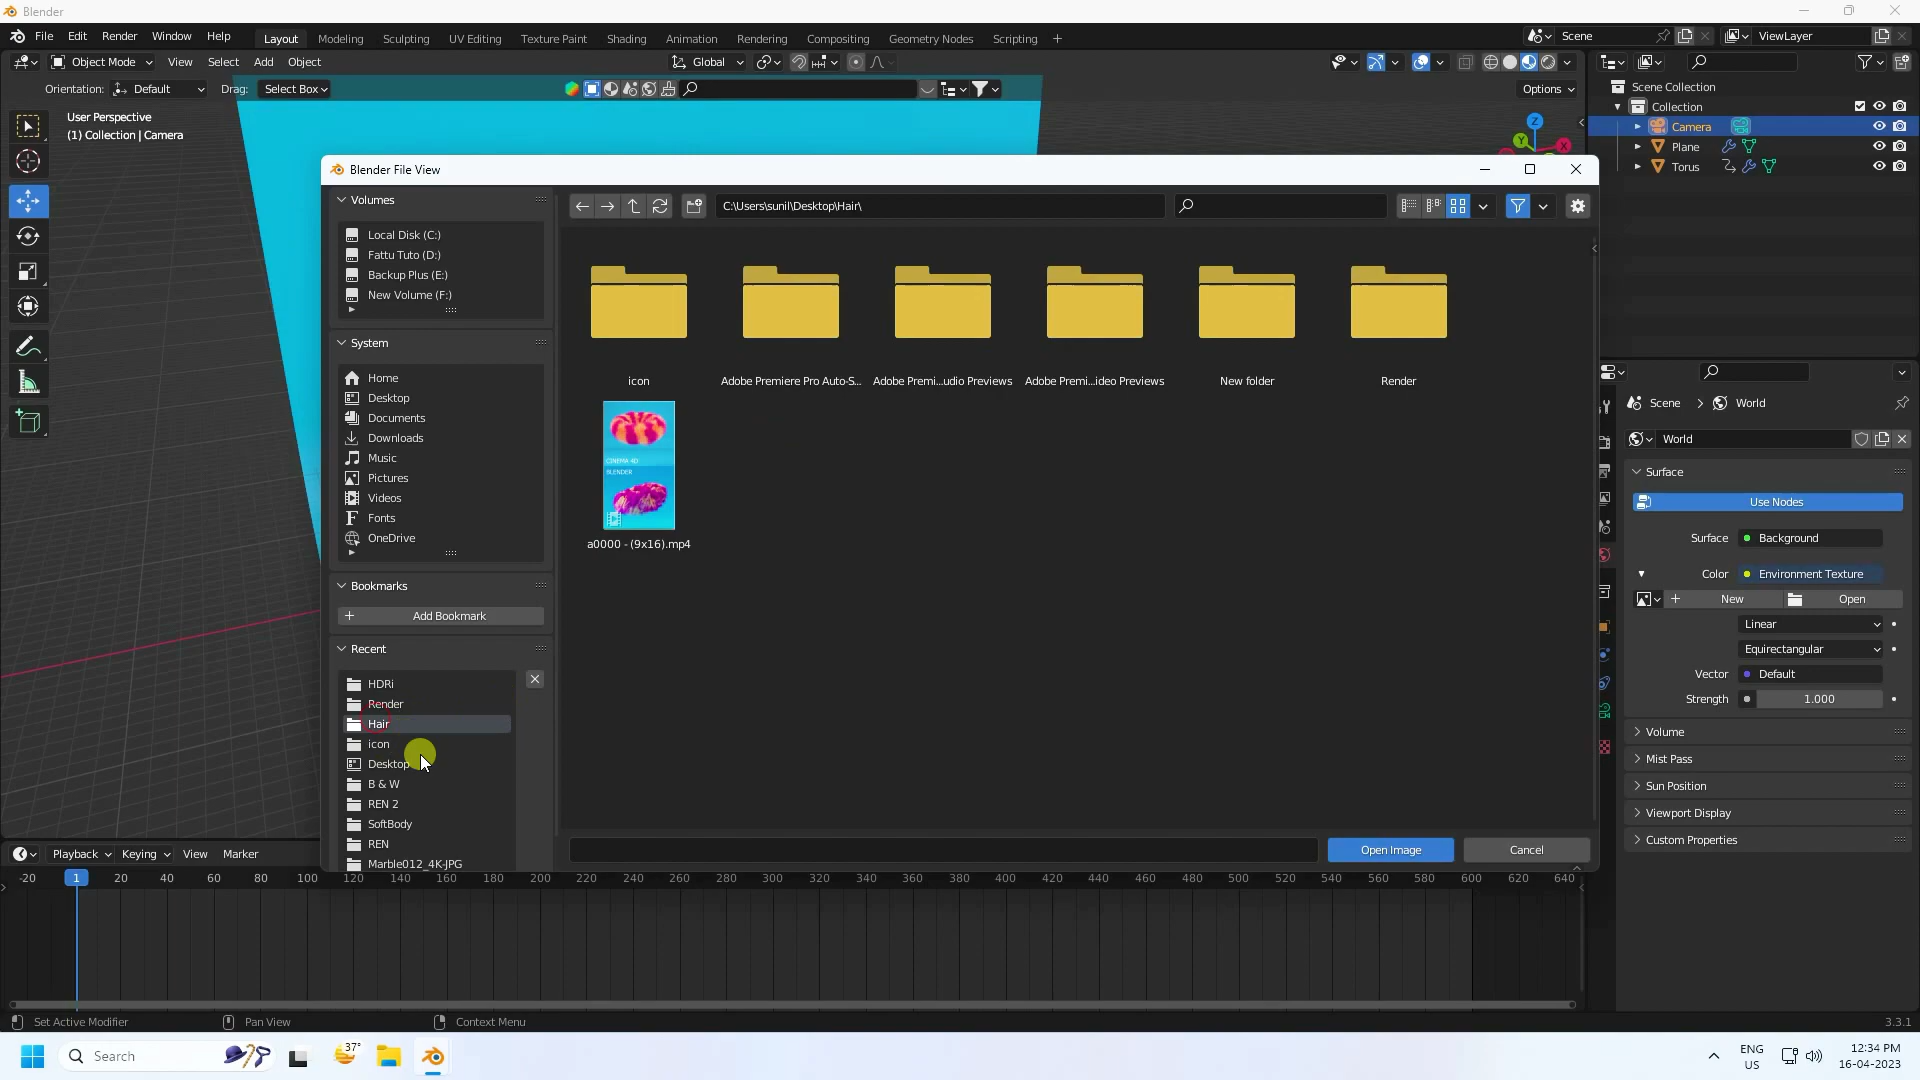 Blender
File Edit Render Window Help Layout Modeling Sculpting UV Editing Texture Paint Shading Animation Rendering Compositing Geometry Nodes Scripting + Scene ViewLayer
Object Mode View Select Add Object Global
Orientation: Default Drag: Select Box Options
User Perspective
(1) Collection | Camera
Z
Y
X
Scene Collection
Collection
Camera
Plane
Torus
Blender File View
Volumes
Local Disk (C:)
Fattu Tuto (D:)
Backup Plus (E:)
New Volume (F:)
System
Home
Desktop
Documents
Downloads
Music
Pictures
Videos
Fonts
OneDrive
Bookmarks
Add Bookmark
Recent
HDRi
Render
Hair
icon
Desktop
B & W
REN 2
SoftBody
REN
Marble012_4K-JPG
C:\Users\sunil\Desktop\Hair\
icon Adobe Premiere Pro Auto-S... Adobe Premi...udio Previews Adobe Premi...ideo Previews New folder Render
CINEMA 4D
BLENDER
a0000 - (9x16).mp4
Open Image Cancel
Scene > World
World
Surface
Use Nodes
Surface Background
Color Environment Texture
New Open
Linear
Equirectangular
Vector Default
Strength 1.000
Volume
Mist Pass
Sun Position
Viewport Display
Custom Properties
Playback Keying View Marker
-20 1 20 40 60 80 100 120 140 160 180 200 220 240 260 280 300 320 340 360 380 400 420 440 460 480 500 520 540 560 580 600 620 640
Set Active Modifier Pan View Context Menu 3.3.1
Search 37° ENG US 12:34 PM 16-04-2023